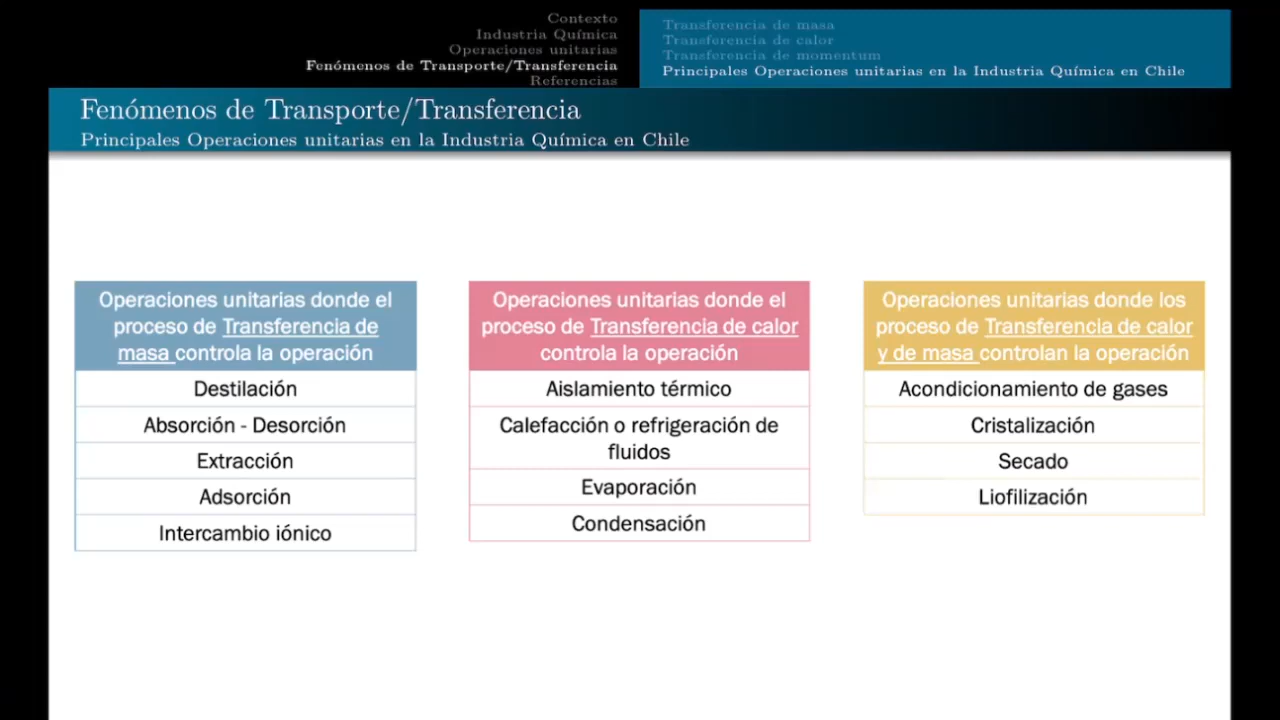 Contexto
Industria Química
Operaciones unitarias
Fenómenos de Transporte/Transferencia
Referencias
Transferencia de masa
Transferencia de calor
Transferencia de momentum
Principales Operaciones unitarias en la Industria Química en Chile
Fenómenos de Transporte/Transferencia
Principales Operaciones unitarias en la Industria Química en Chile
Operaciones unitarias donde el
proceso de Transferencia de
masa controla la operación
Destilación
Absorción - Desorción
Extracción
Adsorción
Intercambio iónico
Operaciones unitarias donde el
proceso de Transferencia de calor
controla la operación
Aislamiento térmico
Calefacción o refrigeración de
fluidos
Evaporación
Condensación
Operaciones unitarias donde los
proceso de Transferencia de calor
y de masa controlan la operación
Acondicionamiento de gases
Cristalización
Secado
Liofilización